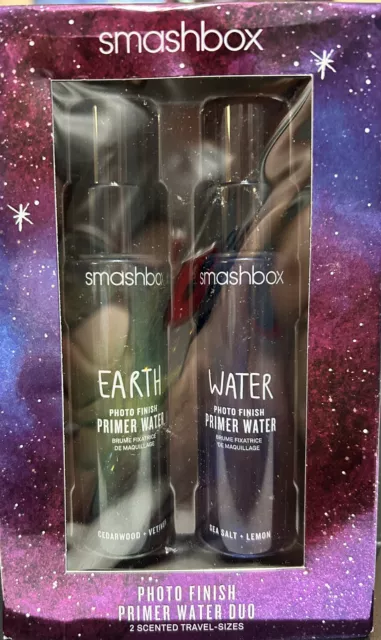 smashbox
smashbox
EARTH
PHOTO FINISH
PRIMER WATER
BRUME FIXATRICE
DE MAQUILLAGE
CEDARWOOD + VETIVER
smashbox
WATER
PHOTO FINISH
PRIMER WATER
BRUME FIXATRICE
DE MAQUILLAGE
SEA SALT + LEMON
PHOTO FINISH
PRIMER WATER DUO
2 SCENTED TRAVEL-SIZES